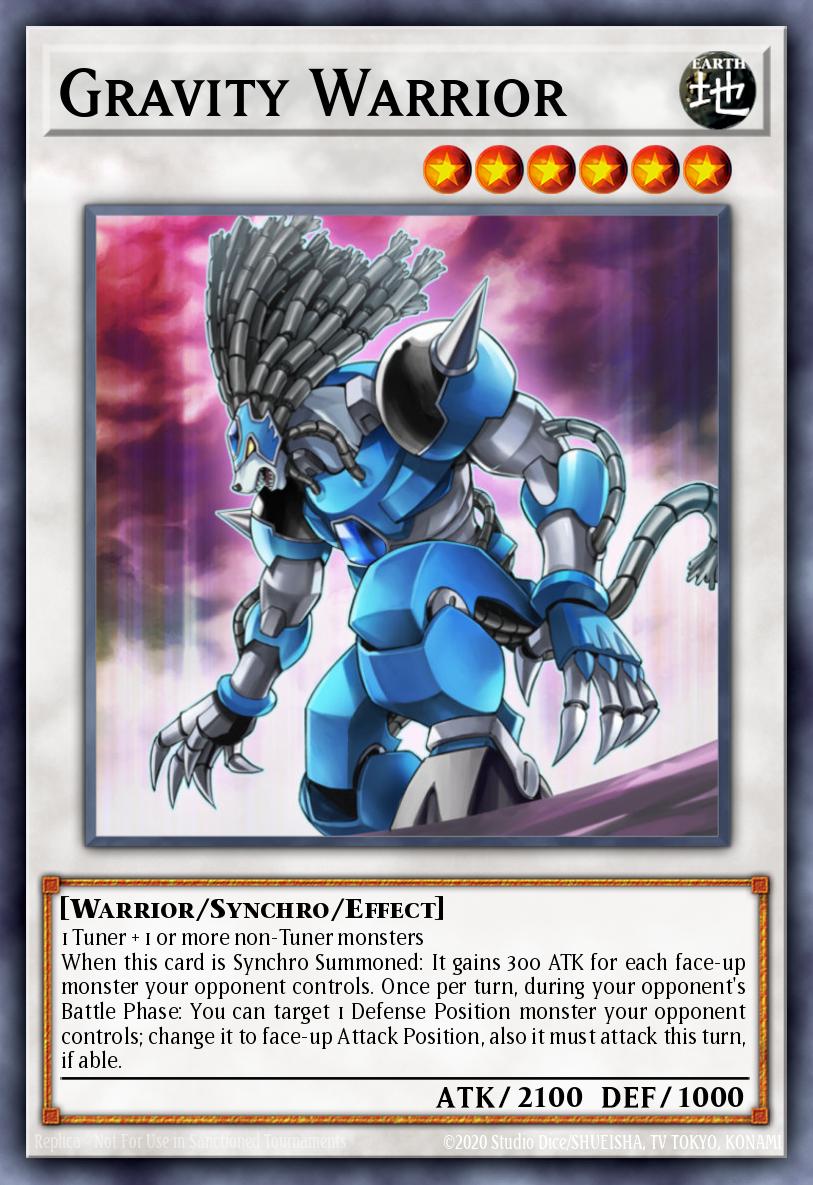 Gravity Warrior
EARTH
地
[Warrior/Synchro/Effect]
1 Tuner + 1 or more non-Tuner monsters
When this card is Synchro Summoned: It gains 300 ATK for each face-up
monster your opponent controls. Once per turn, during your opponent's
Battle Phase: You can target 1 Defense Position monster your opponent
controls; change it to face-up Attack Position, also it must attack this turn,
if able.
ATK/2100 DEF/1000
Replica - Not For Use in Sanctioned Tournaments
©2020 Studio Dice/SHUEISHA, TV TOKYO, KONAMI